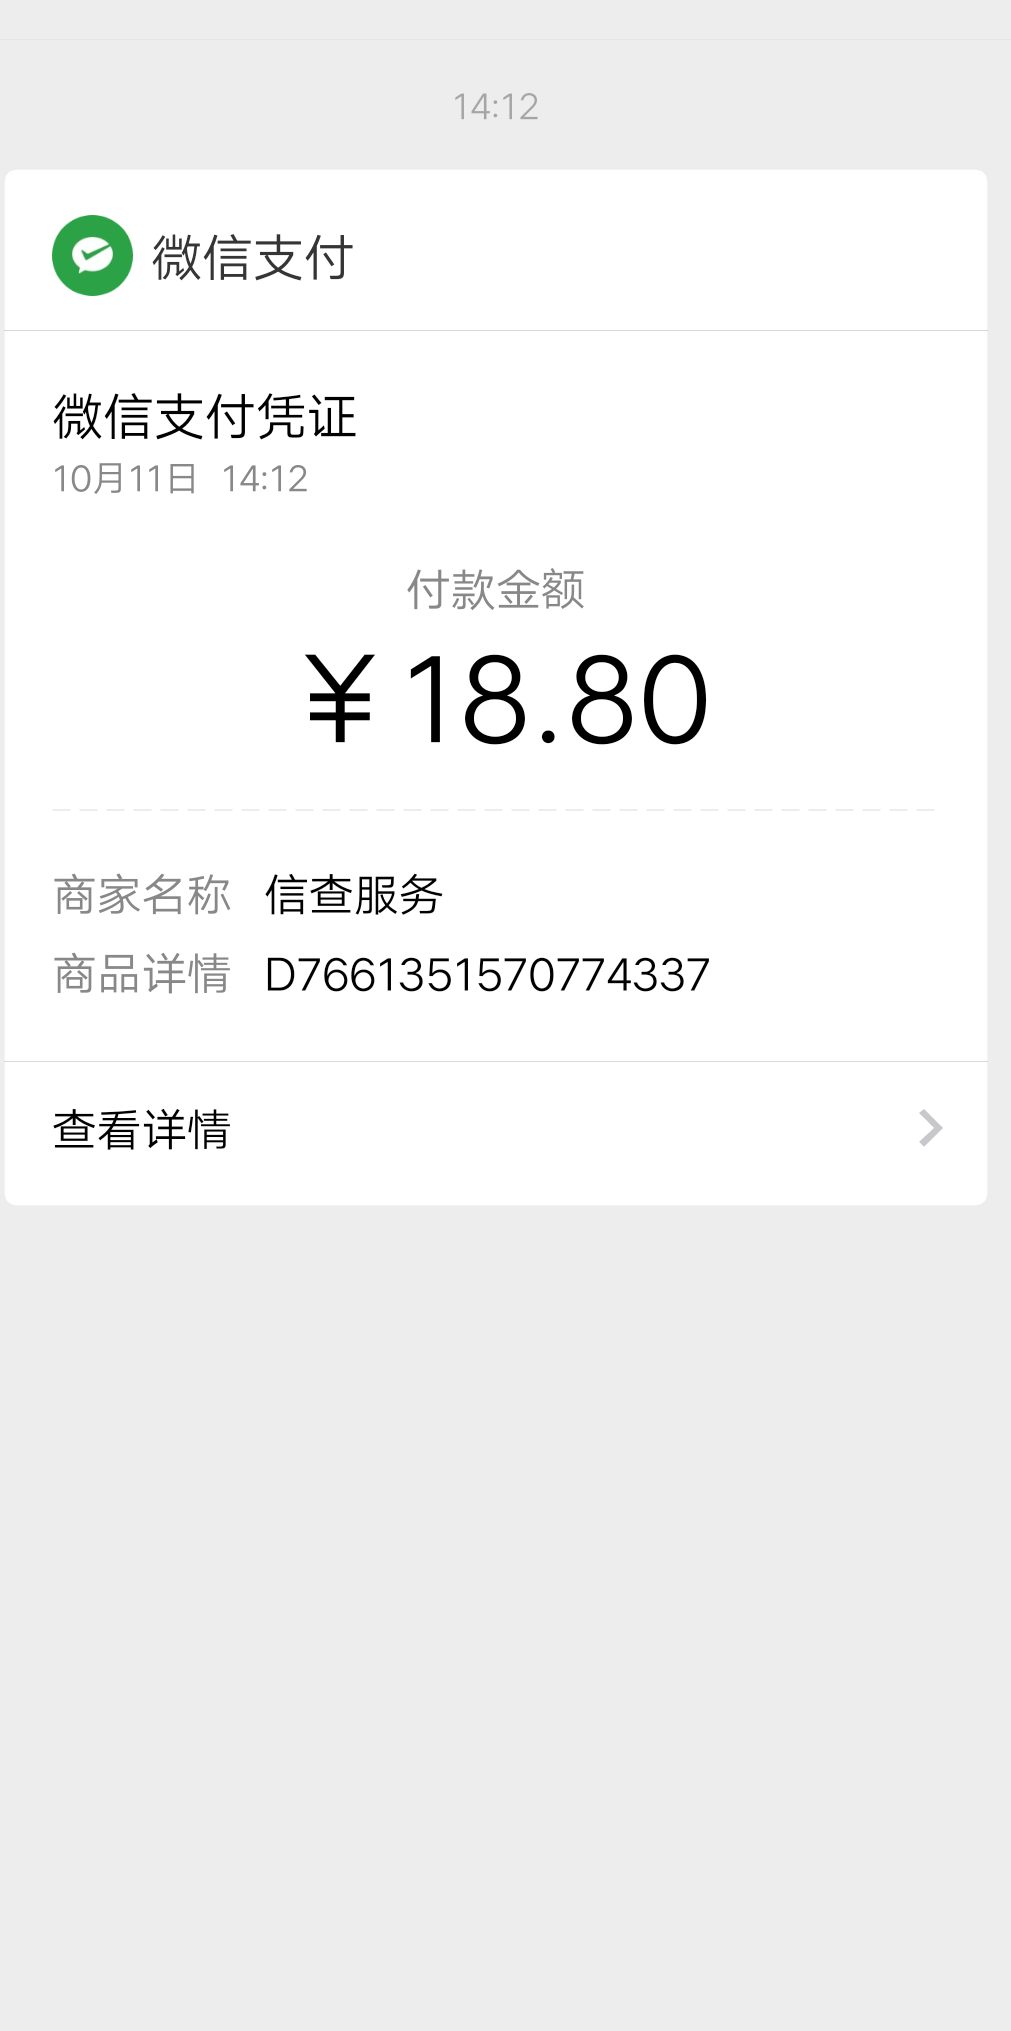 14:12
微信支付
微信支付凭证
10月11日 14:12
付款金额
¥18.80
商家名称 信查服务
商品详情 D7661351570774337
查看详情